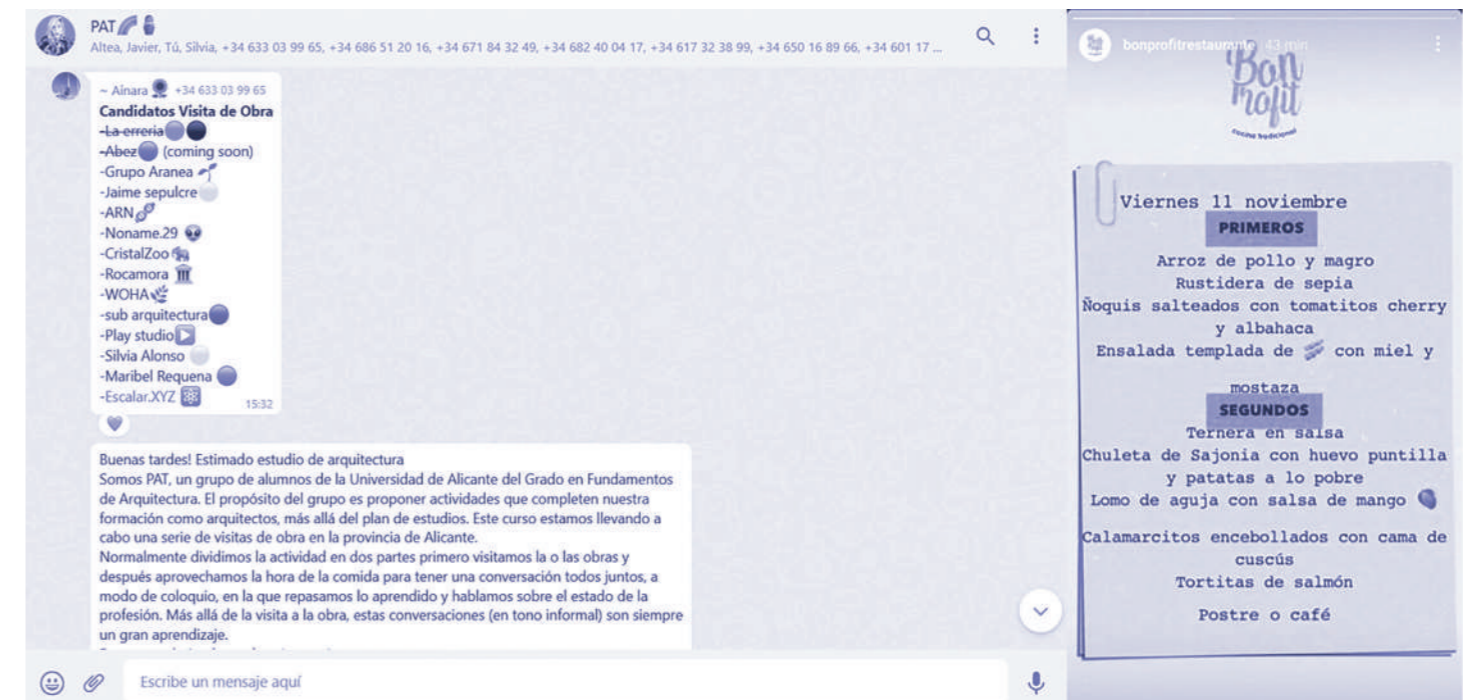 PAT
Altea, Javier, Tú, Silvia, +34 633 03 99 65, +34 686 51 20 16, +34 671 84 32 49, +34 682 40 04 17, +34 617 32 38 99, +34 650 16 89 66, +34 601 17 ...
~ Ainara +34 633 03 99 65
Candidatos Visita de Obra
-La erreria
-Abez (coming soon)
-Grupo Aranea
-Jaime sepulcre
-ARN
-Noname.29
-CristalZoo
-Rocamora
-WOHA
-sub arquitectura
-Play studio
-Silvia Alonso
-Maribel Requena
-Escalar.XYZ
15:32
Buenas tardes! Estimado estudio de arquitectura
Somos PAT, un grupo de alumnos de la Universidad de Alicante del Grado en Fundamentos
de Arquitectura. El propósito del grupo es proponer actividades que completen nuestra
formación como arquitectos, más allá del plan de estudios. Este curso estamos llevando a
cabo una serie de visitas de obra en la provincia de Alicante.
Normalmente dividimos la actividad en dos partes primero visitamos la o las obras y
después aprovechamos la hora de la comida para tener una conversación todos juntos, a
modo de coloquio, en la que repasamos lo aprendido y hablamos sobre el estado de la
profesión. Más allá de la visita a la obra, estas conversaciones (en tono informal) son siempre
un gran aprendizaje.
Escribe un mensaje aquí
bonprofitrestaurante 43 min
Bon
Profit
cocina tradicional
Viernes 11 noviembre
PRIMEROS
Arroz de pollo y magro
Rustidera de sepia
Ñoquis salteados con tomatitos cherry
y albahaca
Ensalada templada de con miel y
mostaza
SEGUNDOS
Ternera en salsa
Chuleta de Sajonia con huevo puntilla
y patatas a lo pobre
Lomo de aguja con salsa de mango
Calamarcitos encebollados con cama de
cuscús
Tortitas de salmón
Postre o café